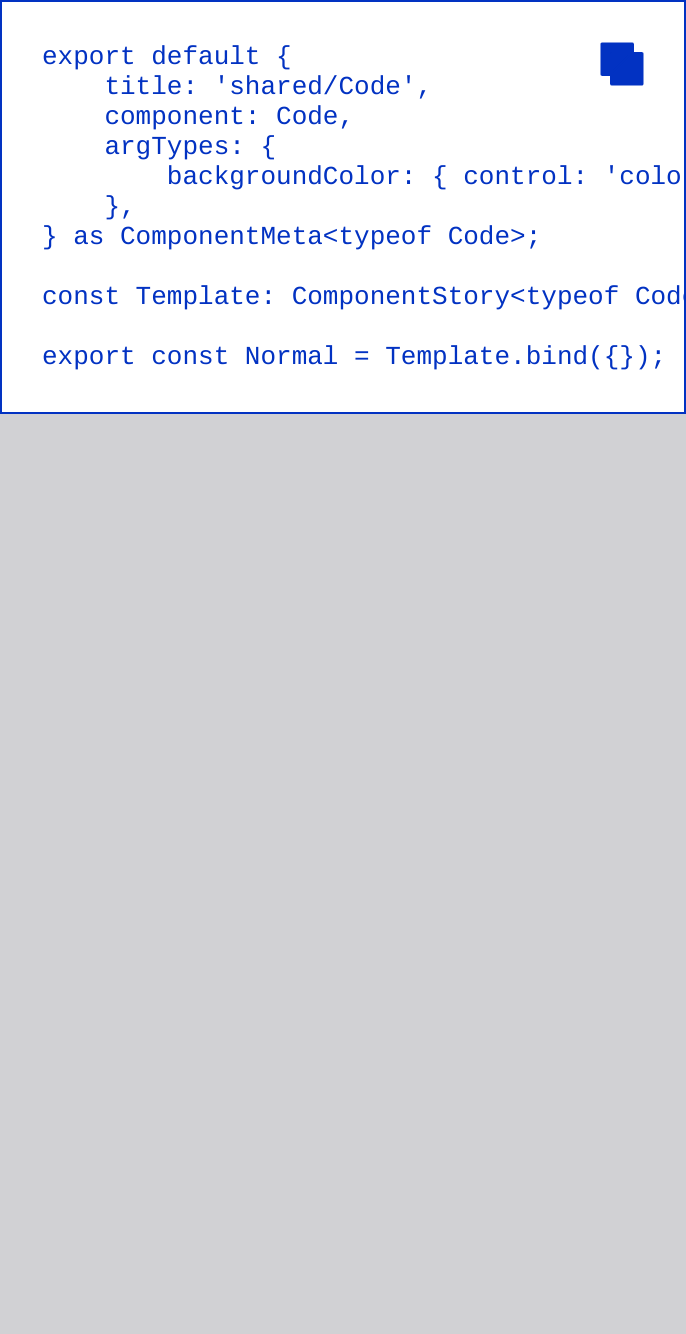 export default {
    title: 'shared/Code',
    component: Code,
    argTypes: {
        backgroundColor: { control: 'colo
    },
} as ComponentMeta<typeof Code>;

const Template: ComponentStory<typeof Code

export const Normal = Template.bind({});